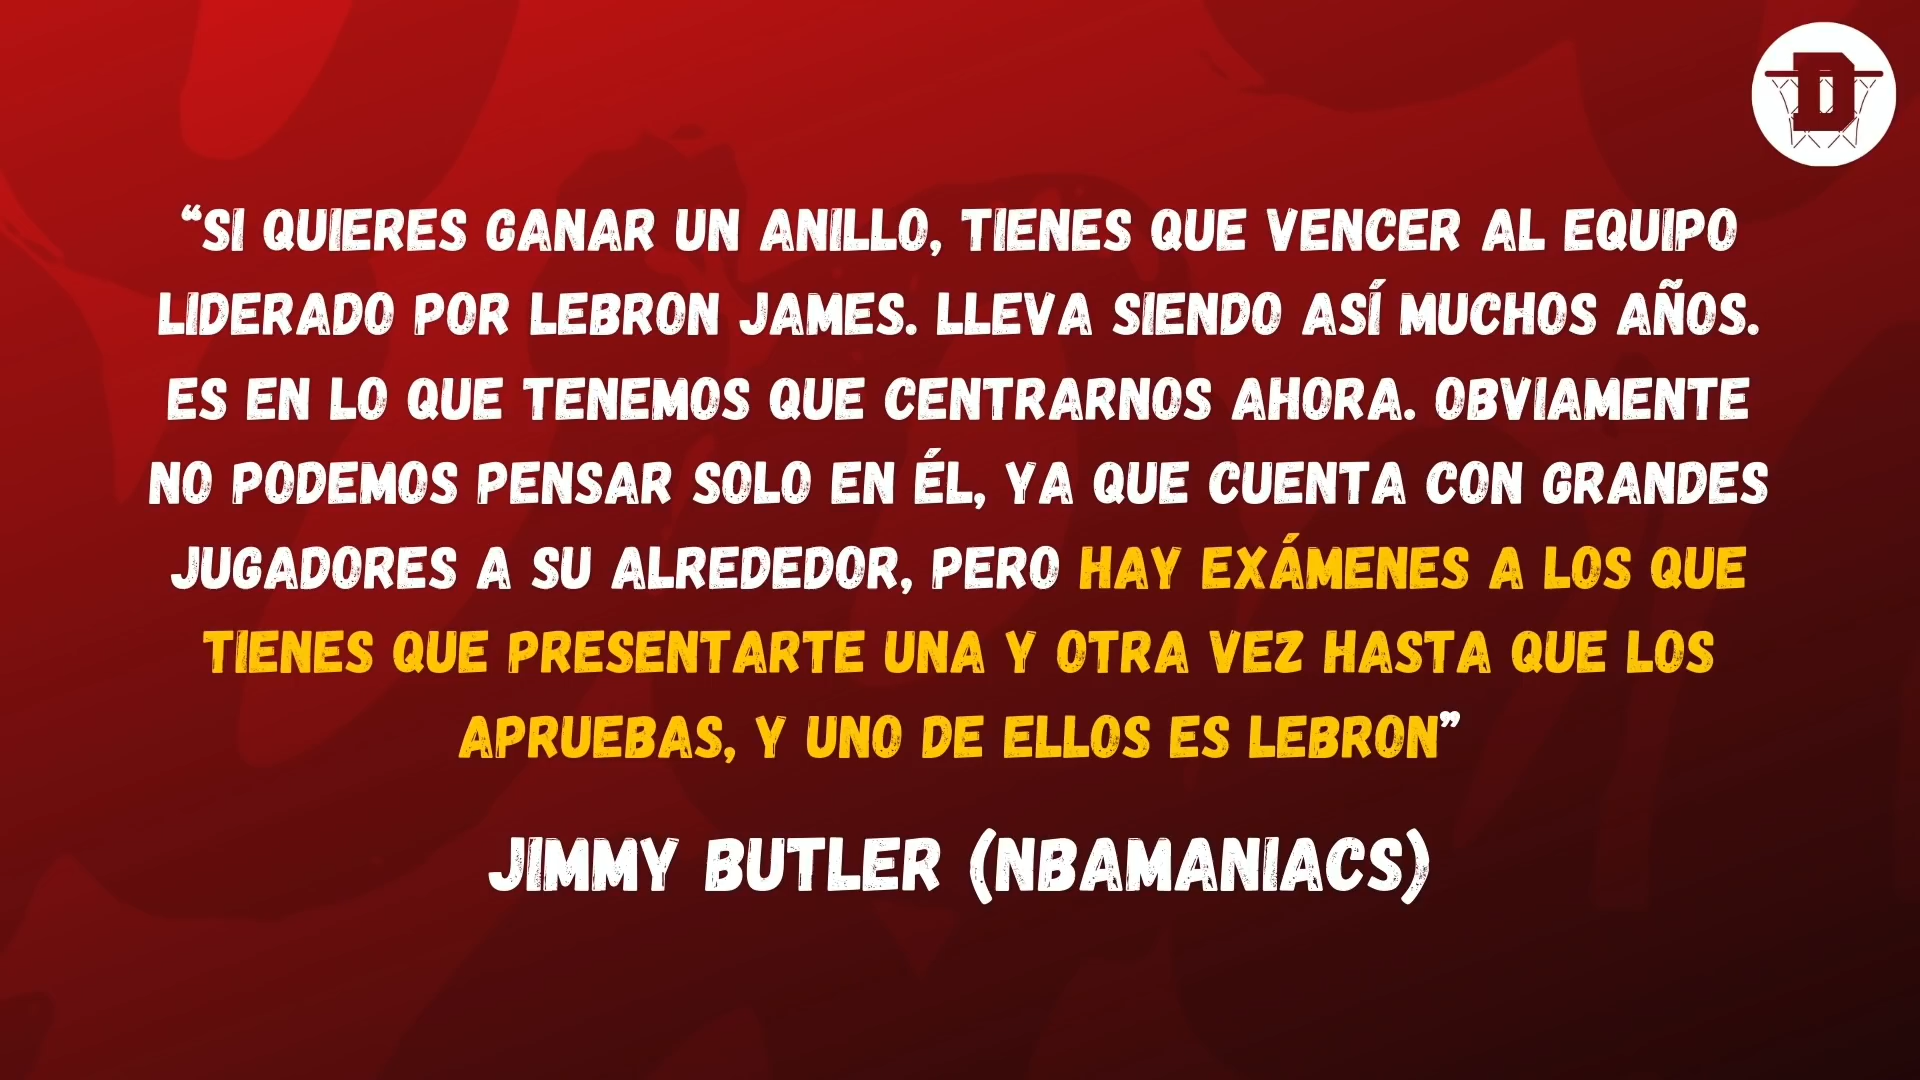 D
“SI QUIERES GANAR UN ANILLO, TIENES QUE VENCER AL EQUIPO
LIDERADO POR LEBRON JAMES. LLEVA SIENDO ASÍ MUCHOS AÑOS.
ES EN LO QUE TENEMOS QUE CENTRARNOS AHORA. OBVIAMENTE
NO PODEMOS PENSAR SOLO EN ÉL, YA QUE CUENTA CON GRANDES
JUGADORES A SU ALREDEDOR, PERO HAY EXÁMENES A LOS QUE
TIENES QUE PRESENTARTE UNA Y OTRA VEZ HASTA QUE LOS
APRUEBAS, Y UNO DE ELLOS ES LEBRON”
JIMMY BUTLER (NBAMANIACS)